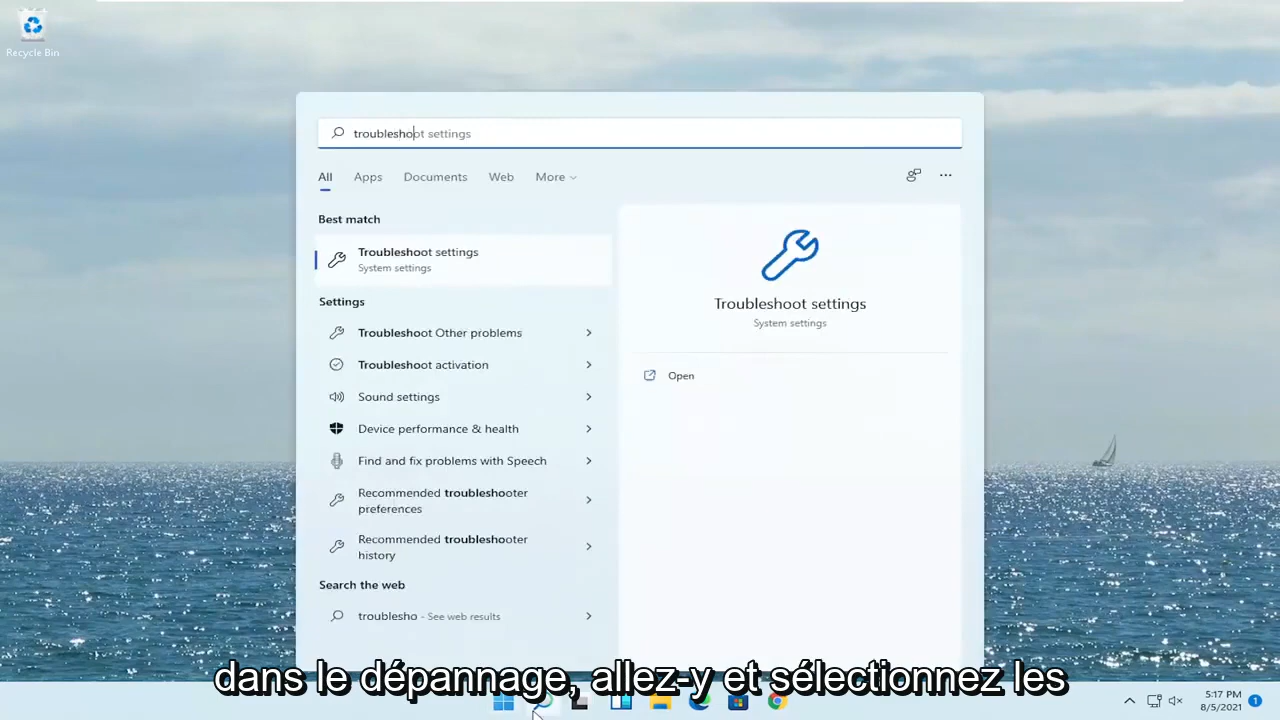 Recycle Bin
troubleshoot settings
All Apps Documents Web More
Best match
Troubleshoot settings
System settings
Settings
Troubleshoot Other problems
Troubleshoot activation
Sound settings
Device performance & health
Find and fix problems with Speech
Recommended troubleshooter
preferences
Recommended troubleshooter
history
Search the web
troublesho - See web results
Troubleshoot settings
System settings
Open
dans le dépannage, allez-y et sélectionnez les
5:17 PM
8/5/2021
1